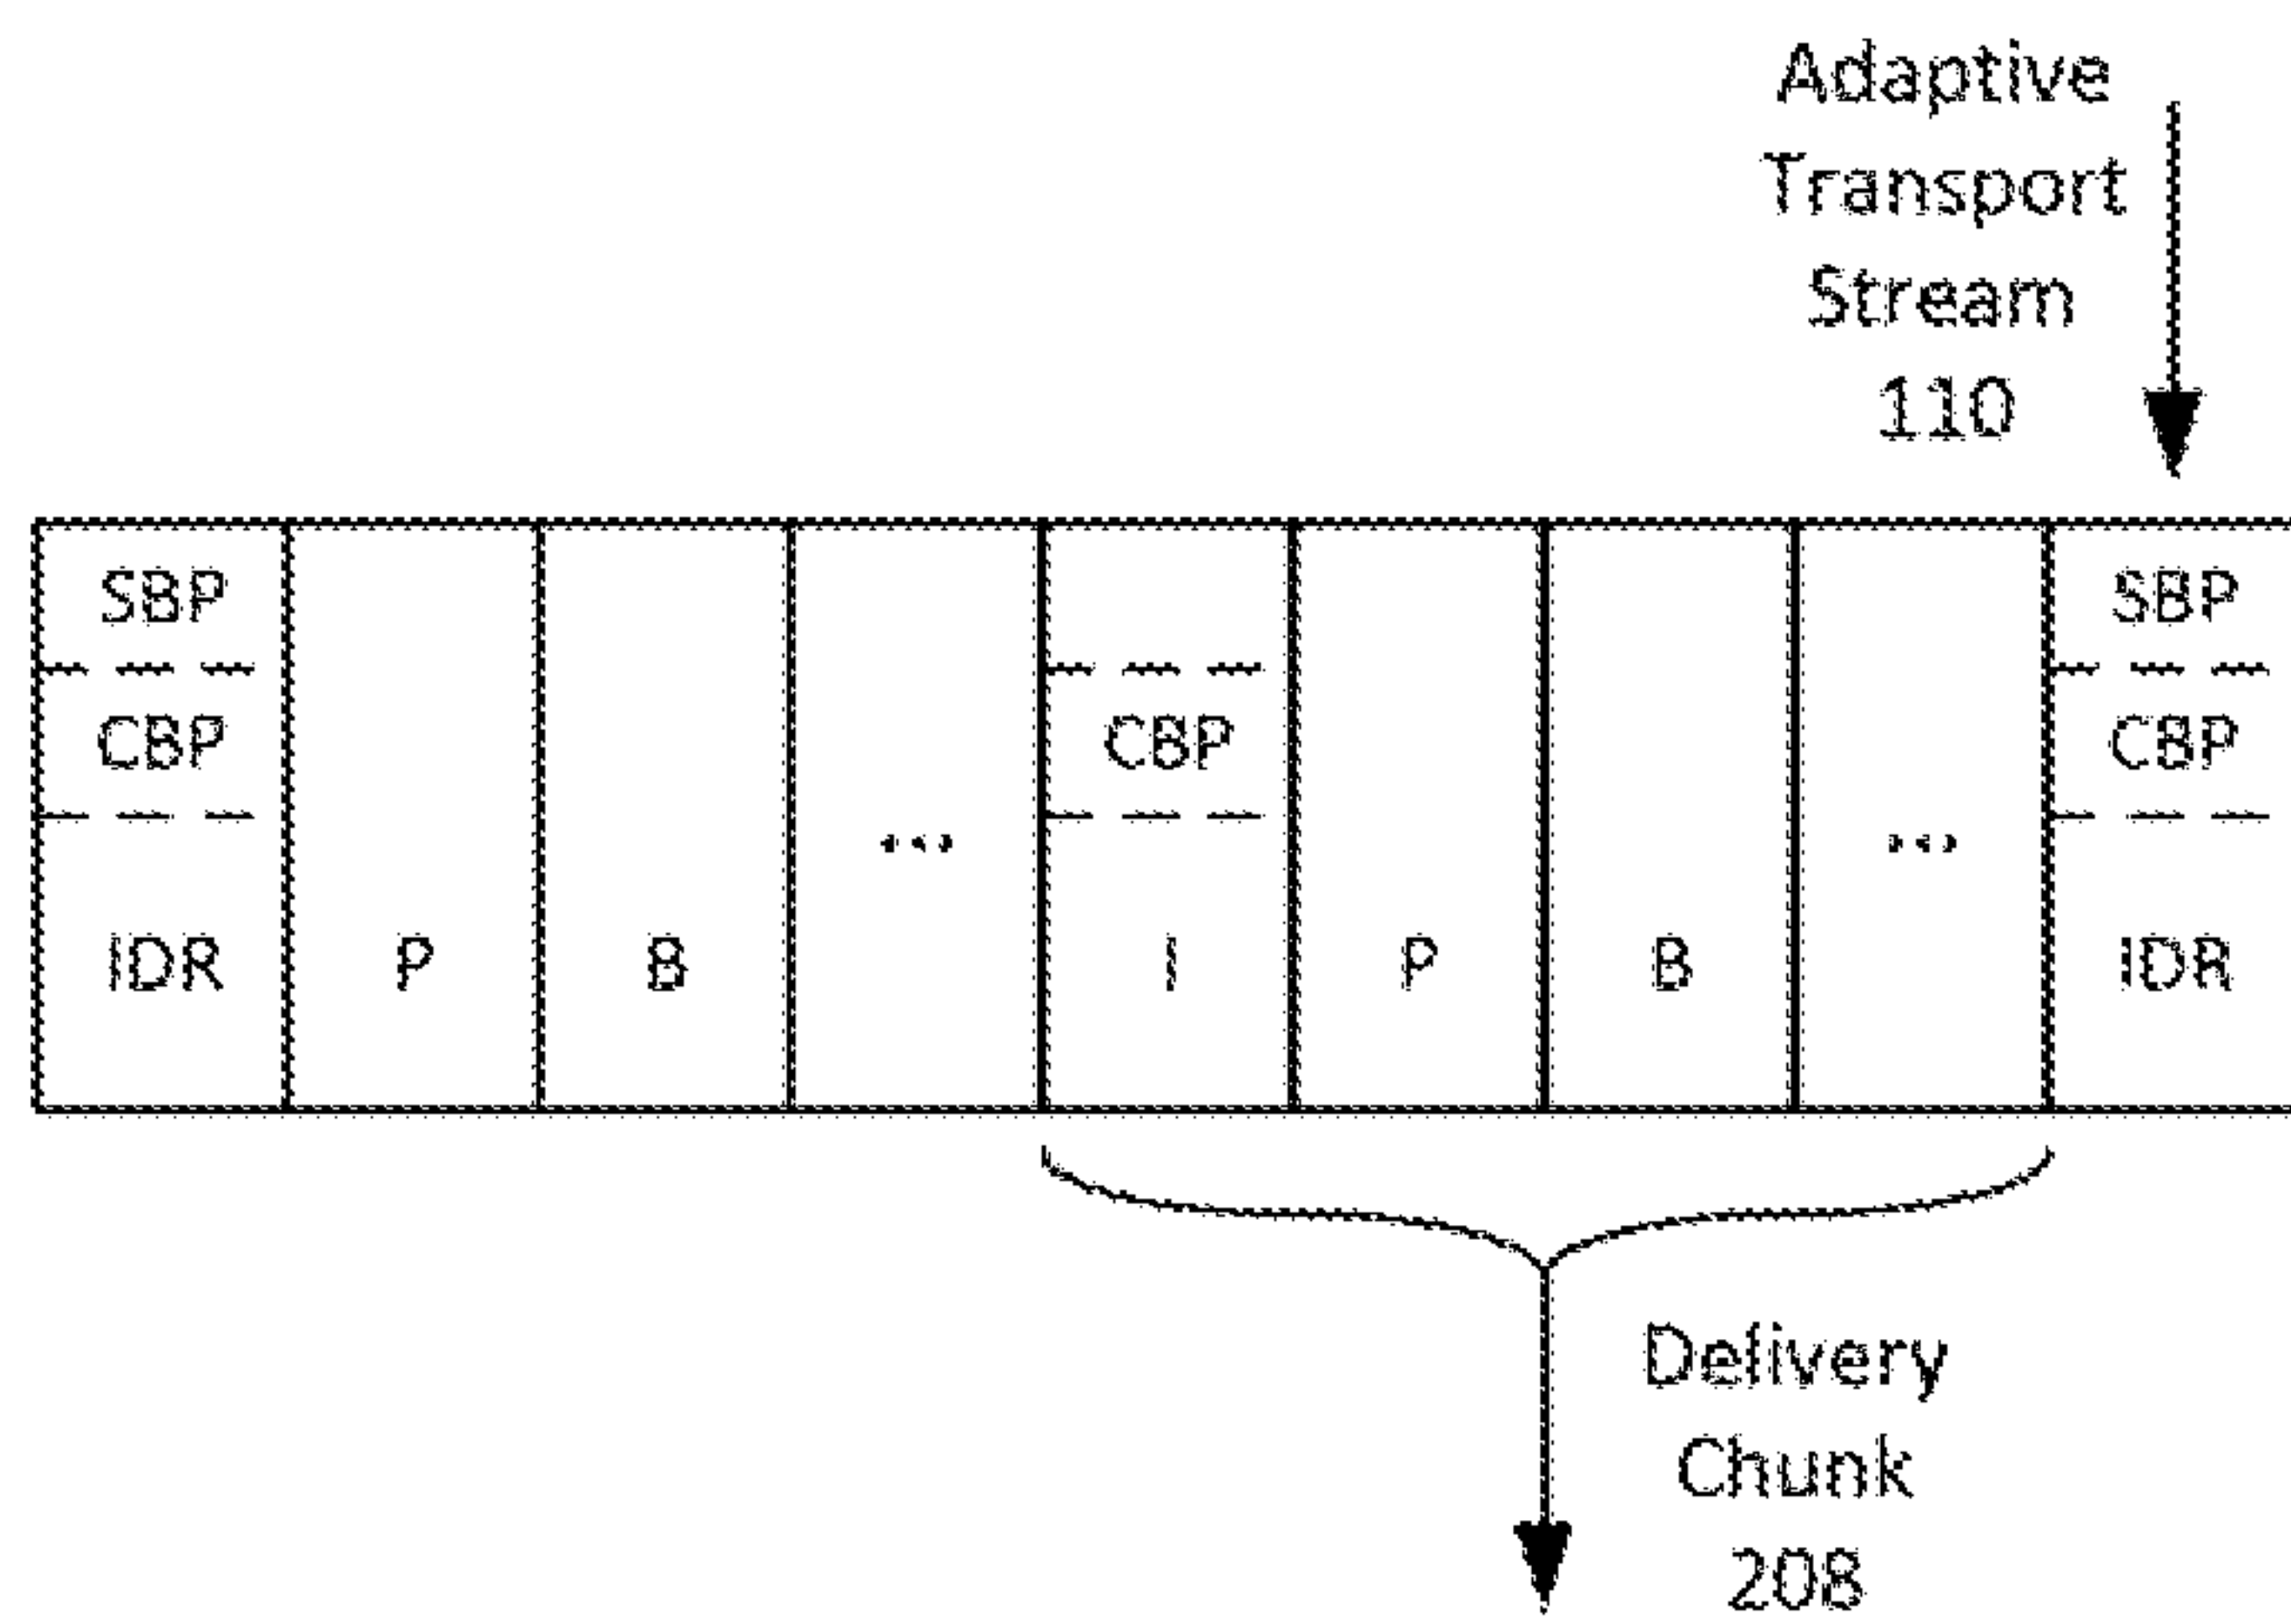 Adaptive
Transport
Stream
110
SBP SBP
CBP CBP CBP
... ...
IDR P B I P B IDR
Delivery
Chunk
208